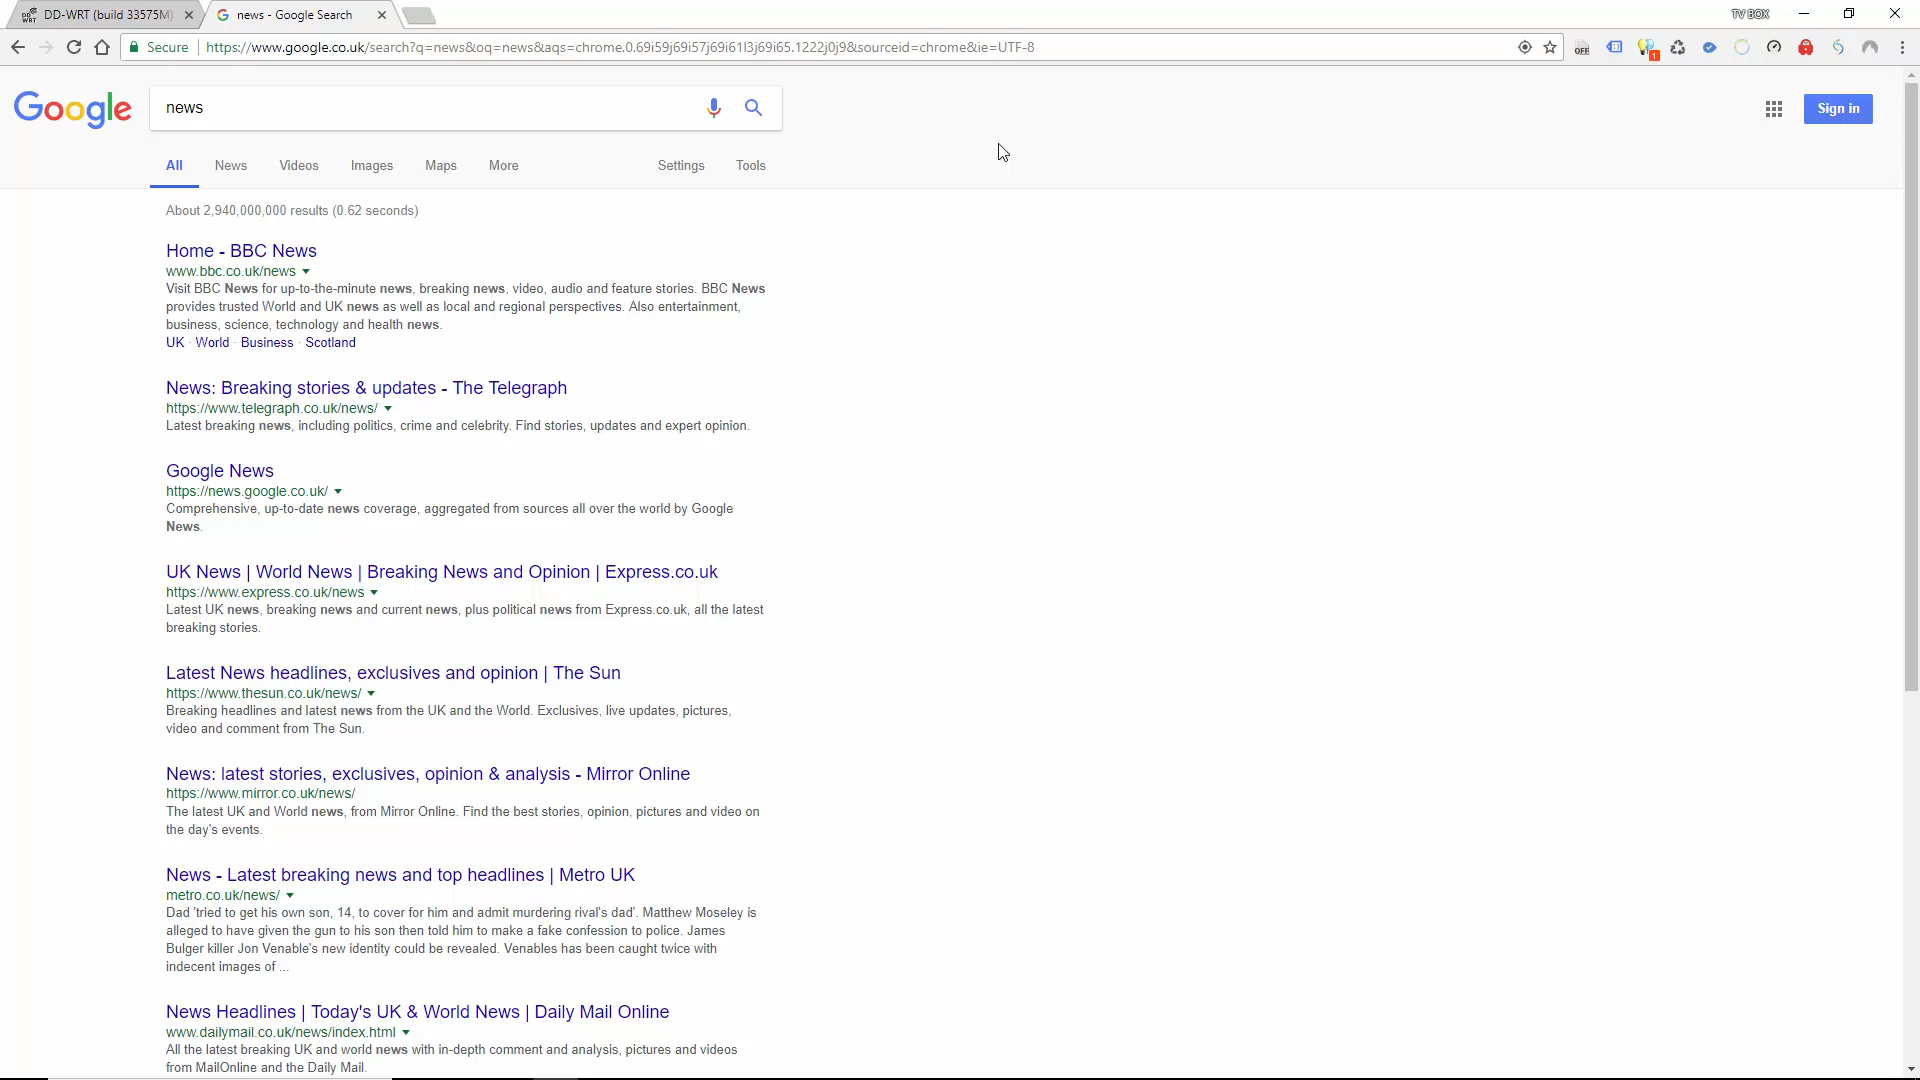 DD-WRT (build 33575M)
news - Google Search
TV BOX
Secure
https://www.google.co.uk/search?q=news&oq=news&aqs=chrome.0.69i59j69i57j69i61l3j69i65.1222j0j9&sourceid=chrome&ie=UTF-8
OFF
1
Google
news
Sign in
All News Videos Images Maps More Settings Tools
About 2,940,000,000 results (0.62 seconds)
Home - BBC News
www.bbc.co.uk/news
Visit BBC News for up-to-the-minute news, breaking news, video, audio and feature stories. BBC News
provides trusted World and UK news as well as local and regional perspectives. Also entertainment,
business, science, technology and health news.
UK · World · Business · Scotland
News: Breaking stories & updates - The Telegraph
https://www.telegraph.co.uk/news/
Latest breaking news, including politics, crime and celebrity. Find stories, updates and expert opinion.
Google News
https://news.google.co.uk/
Comprehensive, up-to-date news coverage, aggregated from sources all over the world by Google
News.
UK News | World News | Breaking News and Opinion | Express.co.uk
https://www.express.co.uk/news
Latest UK news, breaking news and current news, plus political news from Express.co.uk, all the latest
breaking stories.
Latest News headlines, exclusives and opinion | The Sun
https://www.thesun.co.uk/news/
Breaking headlines and latest news from the UK and the World. Exclusives, live updates, pictures,
video and comment from The Sun.
News: latest stories, exclusives, opinion & analysis - Mirror Online
https://www.mirror.co.uk/news/
The latest UK and World news, from Mirror Online. Find the best stories, opinion, pictures and video on
the day's events.
News - Latest breaking news and top headlines | Metro UK
metro.co.uk/news/
Dad 'tried to get his own son, 14, to cover for him and admit murdering rival's dad'. Matthew Moseley is
alleged to have given the gun to his son then told him to make a fake confession to police. James
Bulger killer Jon Venable's new identity could be revealed. Venables has been caught twice with
indecent images of ...
News Headlines | Today's UK & World News | Daily Mail Online
www.dailymail.co.uk/news/index.html
All the latest breaking UK and world news with in-depth comment and analysis, pictures and videos
from MailOnline and the Daily Mail.